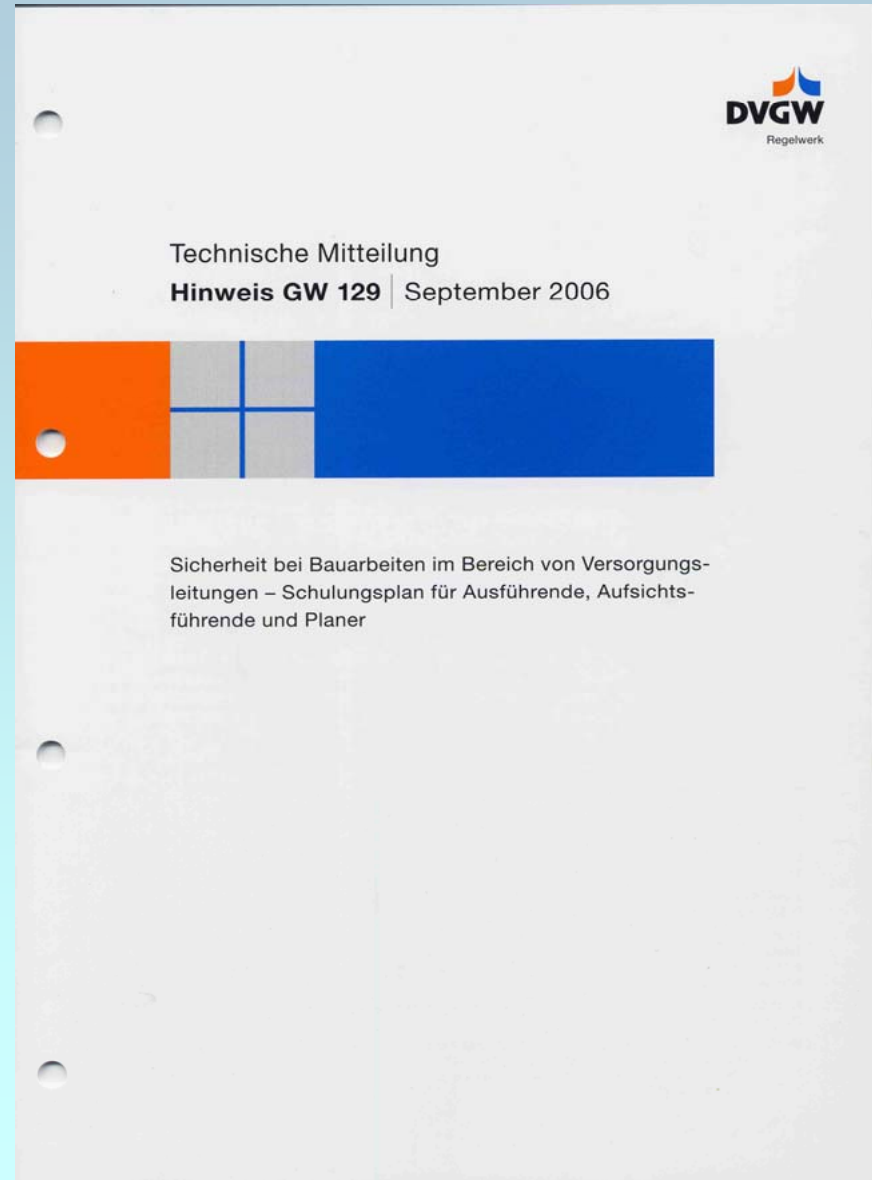 DVGW
Regelwerk
Technische Mitteilung
Hinweis GW 129 | September 2006
Sicherheit bei Bauarbeiten im Bereich von Versorgungs-
leitungen – Schulungsplan für Ausführende, Aufsichts-
führende und Planer